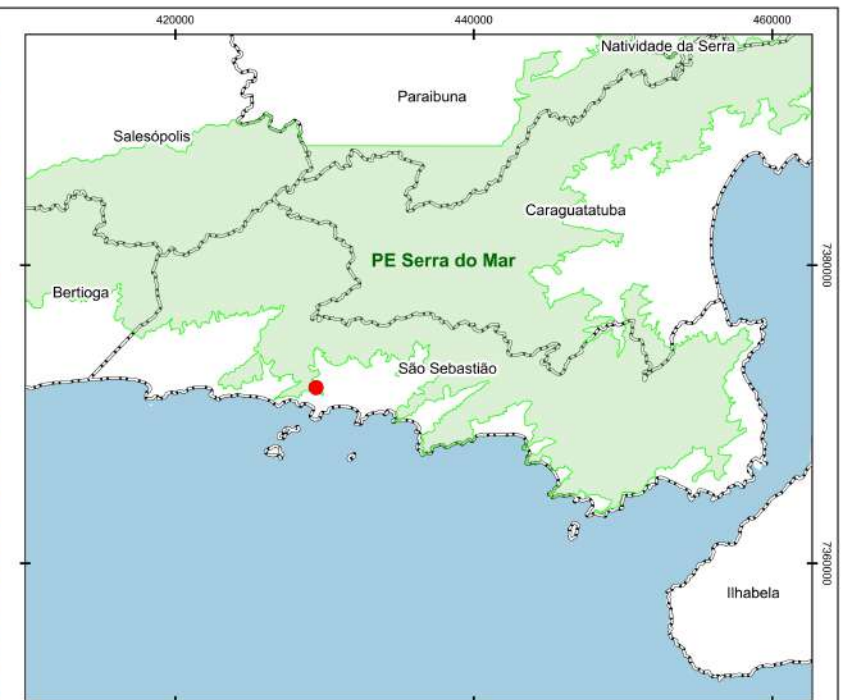 420000
440000
460000
Natividade da Serra
Paraibuna
Salesópolis
Caraguatatuba
PE Serra do Mar
7380000
Bertioga
São Sebastião
7360000
Ilhabela